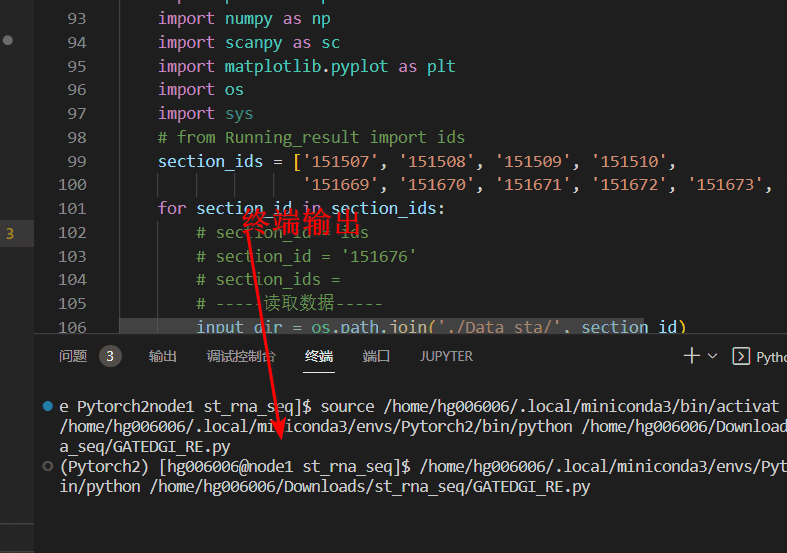 93 import numpy as np
94 import scanpy as sc
95 import matplotlib.pyplot as plt
96 import os
97 import sys
98 # from Running_result import ids
99 section_ids = ['151507', '151508', '151509', '151510',
100 '151669', '151670', '151671', '151672', '151673',
101 for section_id in section_ids:
终端输出
3 102 # section_id = ids
103 # section_id = '151676'
104 # section_ids =
105 # -----读取数据-----
106 input_dir = os.path.join('./Data_sta/', section_id)
问题 3 输出 调试控制台 终端 端口 JUPYTER Pytho
e Pytorch2node1 st_rna_seq]$ source /home/hg006006/.local/miniconda3/bin/activat
/home/hg006006/.local/miniconda3/envs/Pytorch2/bin/python /home/hg006006/Download
a_seq/GATEDGI_RE.py
(Pytorch2) [hg006006@node1 st_rna_seq]$ /home/hg006006/.local/miniconda3/envs/Pyt
in/python /home/hg006006/Downloads/st_rna_seq/GATEDGI_RE.py